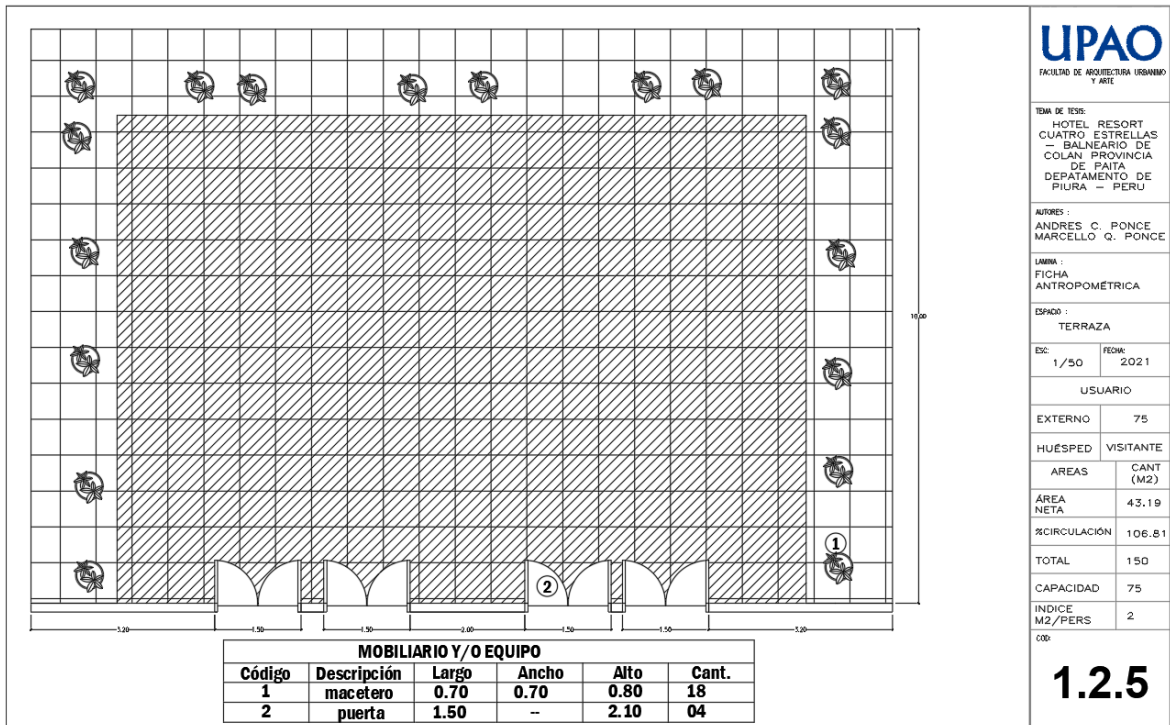 UPAO
FACULTAD DE ARQUITECTURA URBANIMO
Y ARTE
TEMA DE TESIS:
HOTEL RESORT
CUATRO ESTRELLAS
– BALNEARIO DE
COLAN PROVINCIA
DE PAITA
DEPATAMENTO DE
PIURA – PERU
AUTORES :
ANDRES C. PONCE
MARCELLO Q. PONCE
LAMINA :
FICHA
ANTROPOMÉTRICA
ESPACIO :
TERRAZA
ESC: FECHA:
1/50 2021
USUARIO
EXTERNO 75
HUÉSPED VISITANTE
AREAS CANT
(M2)
ÁREA
NETA 43.19
%CIRCULACIÓN 106.81
TOTAL 150
CAPACIDAD 75
INDICE
M2/PERS 2
COD:
1.2.5
10.00
1
2
3.20 1.50 1.50 2.00 1.50 1.50 3.20
MOBILIARIO Y/O EQUIPO
Código Descripción Largo Ancho Alto Cant.
1 macetero 0.70 0.70 0.80 18
2 puerta 1.50 -- 2.10 04